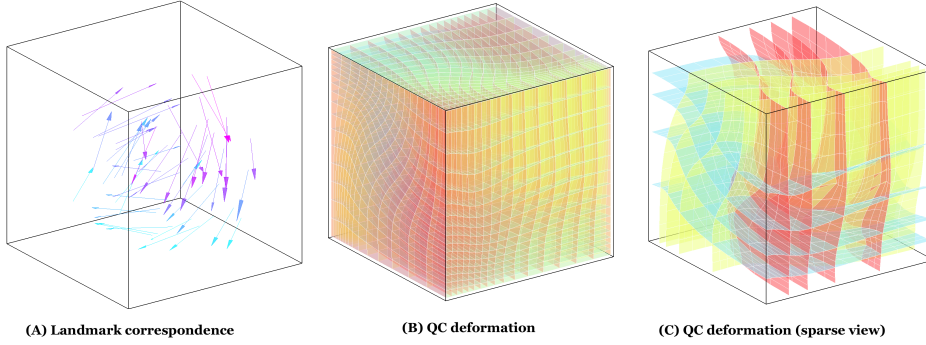 (A) Landmark correspondence
(B) QC deformation
(C) QC deformation (sparse view)